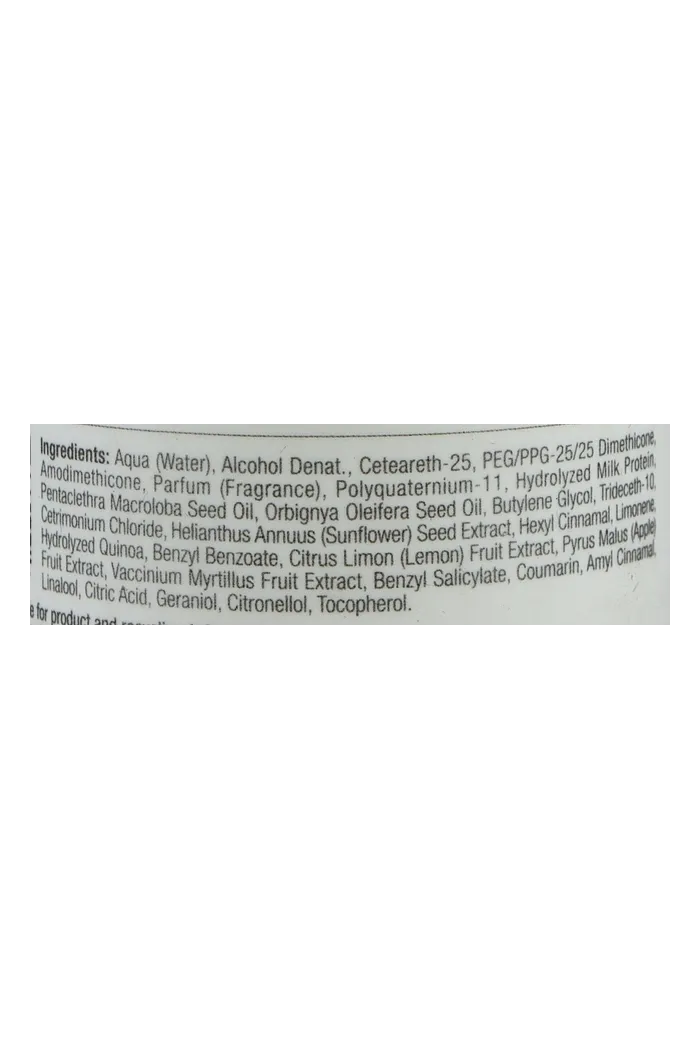 Ingredients: Aqua (Water), Alcohol Denat., Ceteareth-25, PEG/PPG-25/25 Dimethicone,
Amodimethicone, Parfum (Fragrance), Polyquaternium-11, Hydrolyzed Milk Protein,
Pentaclethra Macroloba Seed Oil, Orbignya Oleifera Seed Oil, Butylene Glycol, Trideceth-10,
Cetrimonium Chloride, Helianthus Annuus (Sunflower) Seed Extract, Hexyl Cinnamal, Limonene,
Hydrolyzed Quinoa, Benzyl Benzoate, Citrus Limon (Lemon) Fruit Extract, Pyrus Malus (Apple)
Fruit Extract, Vaccinium Myrtillus Fruit Extract, Benzyl Salicylate, Coumarin, Amyl Cinnamal,
Linalool, Citric Acid, Geraniol, Citronellol, Tocopherol.
e for product and